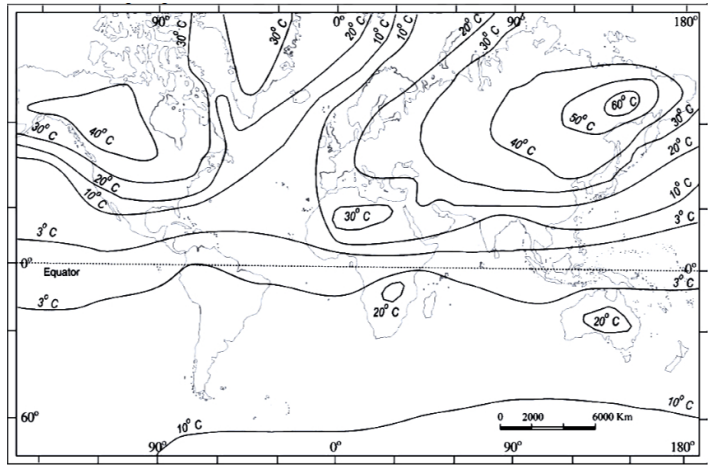 90° 0° 90° 180°
30° C 30° C 20° C 10° C 10° C 20° C 30° C
60° C
50° C
40° C 40° C
30° C 30° C
20° C 20° C
10° C 10° C
30° C
3° C 3° C
0° 0°
Equator
3° C 3° C
20° C 20° C
10° C
60°
0 2000 6000 Km
10° C
90° 0° 90° 180°